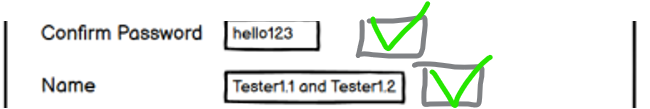 Confirm Password hello123
Name Tester1.1 and Tester1.2